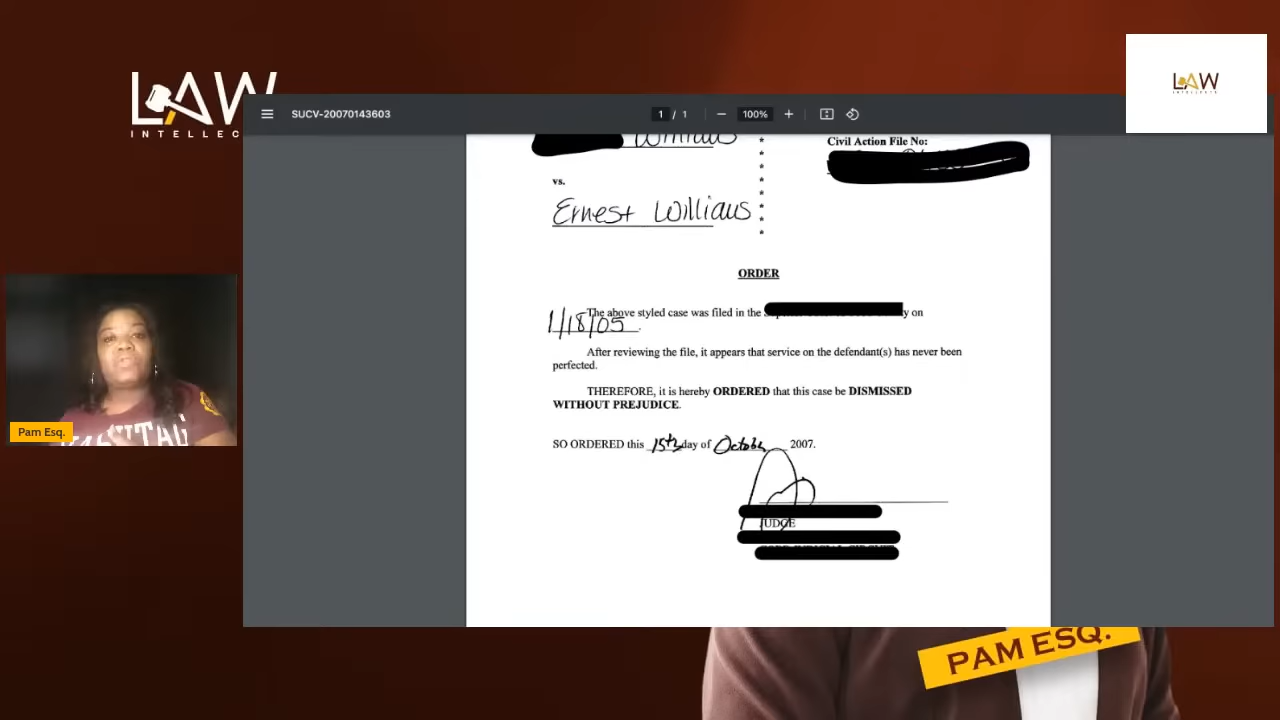 LAW
INTELLEC
LAW
SUCV-20070143603
1 / 1
100%
Williams
Civil Action File No:
vs.
Ernest Williaus
ORDER
The above styled case was filed in the y on
1/18/05.
After reviewing the file, it appears that service on the defendant(s) has never been
perfected.
THEREFORE, it is hereby ORDERED that this case be DISMISSED
WITHOUT PREJUDICE.
SO ORDERED this 15th day of October 2007.
JUDGE
Pam Esq.
PAM ESQ.